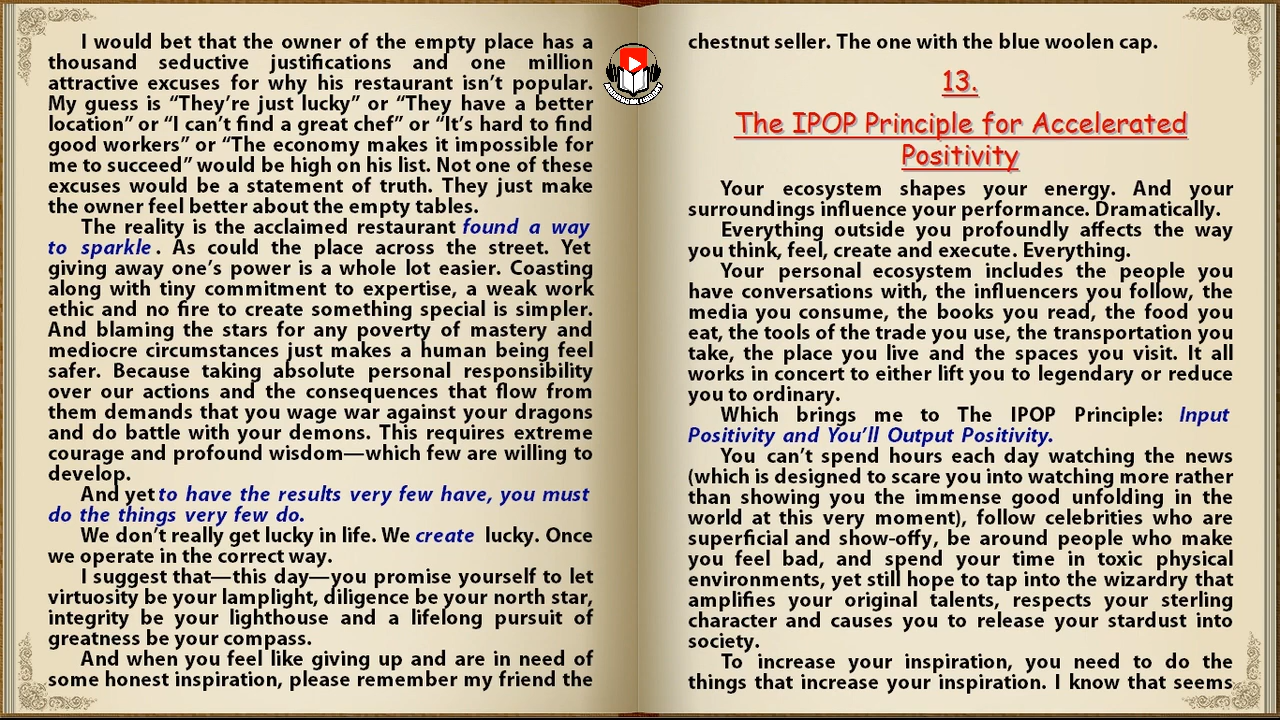 I would bet that the owner of the empty place has a
thousand seductive justifications and one million
attractive excuses for why his restaurant isn't popular.
My guess is “They're just lucky” or “They have a better
location” or “I can't find a great chef” or “It's hard to find
good workers” or “The economy makes it impossible for
me to succeed” would be high on his list. Not one of these
excuses would be a statement of truth. They just make
the owner feel better about the empty tables.
The reality is the acclaimed restaurant found a way
to sparkle. As could the place across the street. Yet
giving away one's power is a whole lot easier. Coasting
along with tiny commitment to expertise, a weak work
ethic and no fire to create something special is simpler.
And blaming the stars for any poverty of mastery and
mediocre circumstances just makes a human being feel
safer. Because taking absolute personal responsibility
over our actions and the consequences that flow from
them demands that you wage war against your dragons
and do battle with your demons. This requires extreme
courage and profound wisdom—which few are willing to
develop.
And yet to have the results very few have, you must
do the things very few do.
We don't really get lucky in life. We create lucky. Once
we operate in the correct way.
I suggest that—this day—you promise yourself to let
virtuosity be your lamplight, diligence be your north star,
integrity be your lighthouse and a lifelong pursuit of
greatness be your compass.
And when you feel like giving up and are in need of
some honest inspiration, please remember my friend the
chestnut seller. The one with the blue woolen cap.
13.
The IPOP Principle for Accelerated
Positivity
Your ecosystem shapes your energy. And your
surroundings influence your performance. Dramatically.
Everything outside you profoundly affects the way
you think, feel, create and execute. Everything.
Your personal ecosystem includes the people you
have conversations with, the influencers you follow, the
media you consume, the books you read, the food you
eat, the tools of the trade you use, the transportation you
take, the place you live and the spaces you visit. It all
works in concert to either lift you to legendary or reduce
you to ordinary.
Which brings me to The IPOP Principle: Input
Positivity and You'll Output Positivity.
You can't spend hours each day watching the news
(which is designed to scare you into watching more rather
than showing you the immense good unfolding in the
world at this very moment), follow celebrities who are
superficial and show-offy, be around people who make
you feel bad, and spend your time in toxic physical
environments, yet still hope to tap into the wizardry that
amplifies your original talents, respects your sterling
character and causes you to release your stardust into
society.
To increase your inspiration, you need to do the
things that increase your inspiration. I know that seems